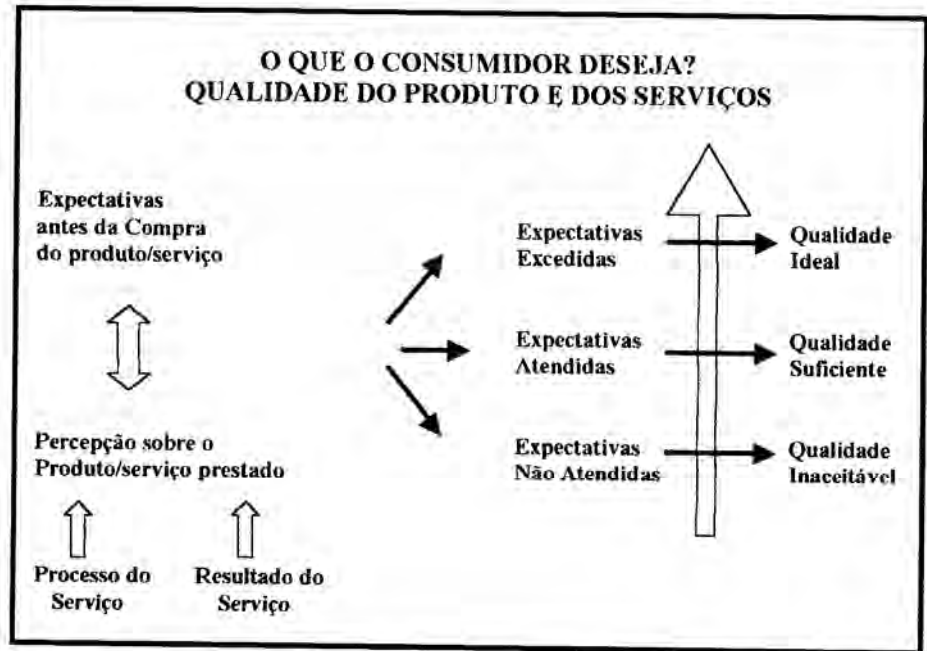 O QUE O CONSUMIDOR DESEJA?
QUALIDADE DO PRODUTO E DOS SERVIÇOS
Expectativas
antes da Compra
do produto/serviço
Percepção sobre o
Produto/serviço prestado
Processo do
Serviço
Resultado do
Serviço
Expectativas
Excedidas
Qualidade
Ideal
Expectativas
Atendidas
Qualidade
Suficiente
Expectativas
Não Atendidas
Qualidade
Inaceitável